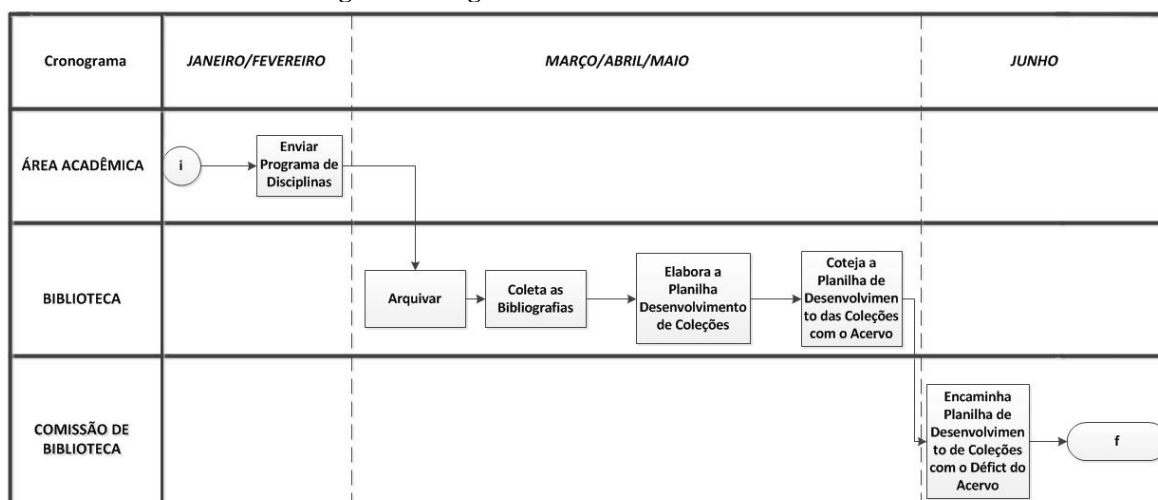 Cronograma
JANEIRO/FEVEREIRO
MARÇO/ABRIL/MAIO
JUNHO
ÁREA ACADÊMICA
i
Enviar
Programa de
Disciplinas
BIBLIOTECA
Arquivar
Coleta as
Bibliografias
Elabora a
Planilha
Desenvolvimento
de Coleções
Coteja a
Planilha de
Desenvolvimen
to das Coleções
com o Acervo
COMISSÃO DE
BIBLIOTECA
Encaminha
Planilha de
Desenvolvimen
to de Coleções
com o Défict do
Acervo
f